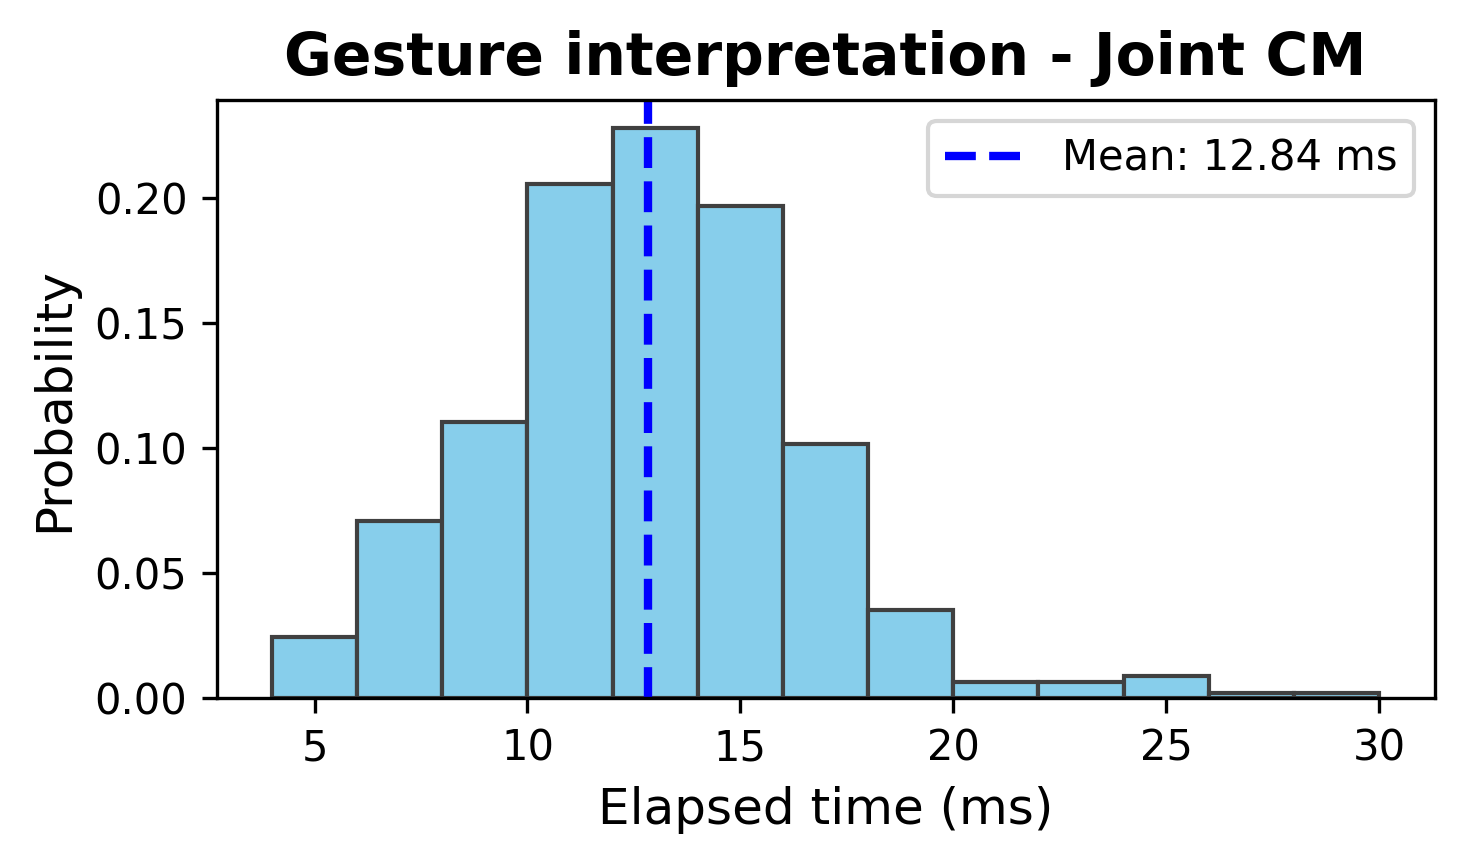 Gesture interpretation - Joint CM
Mean: 12.84 ms
Probability
0.20
0.15
0.10
0.05
0.00
5 10 15 20 25 30
Elapsed time (ms)